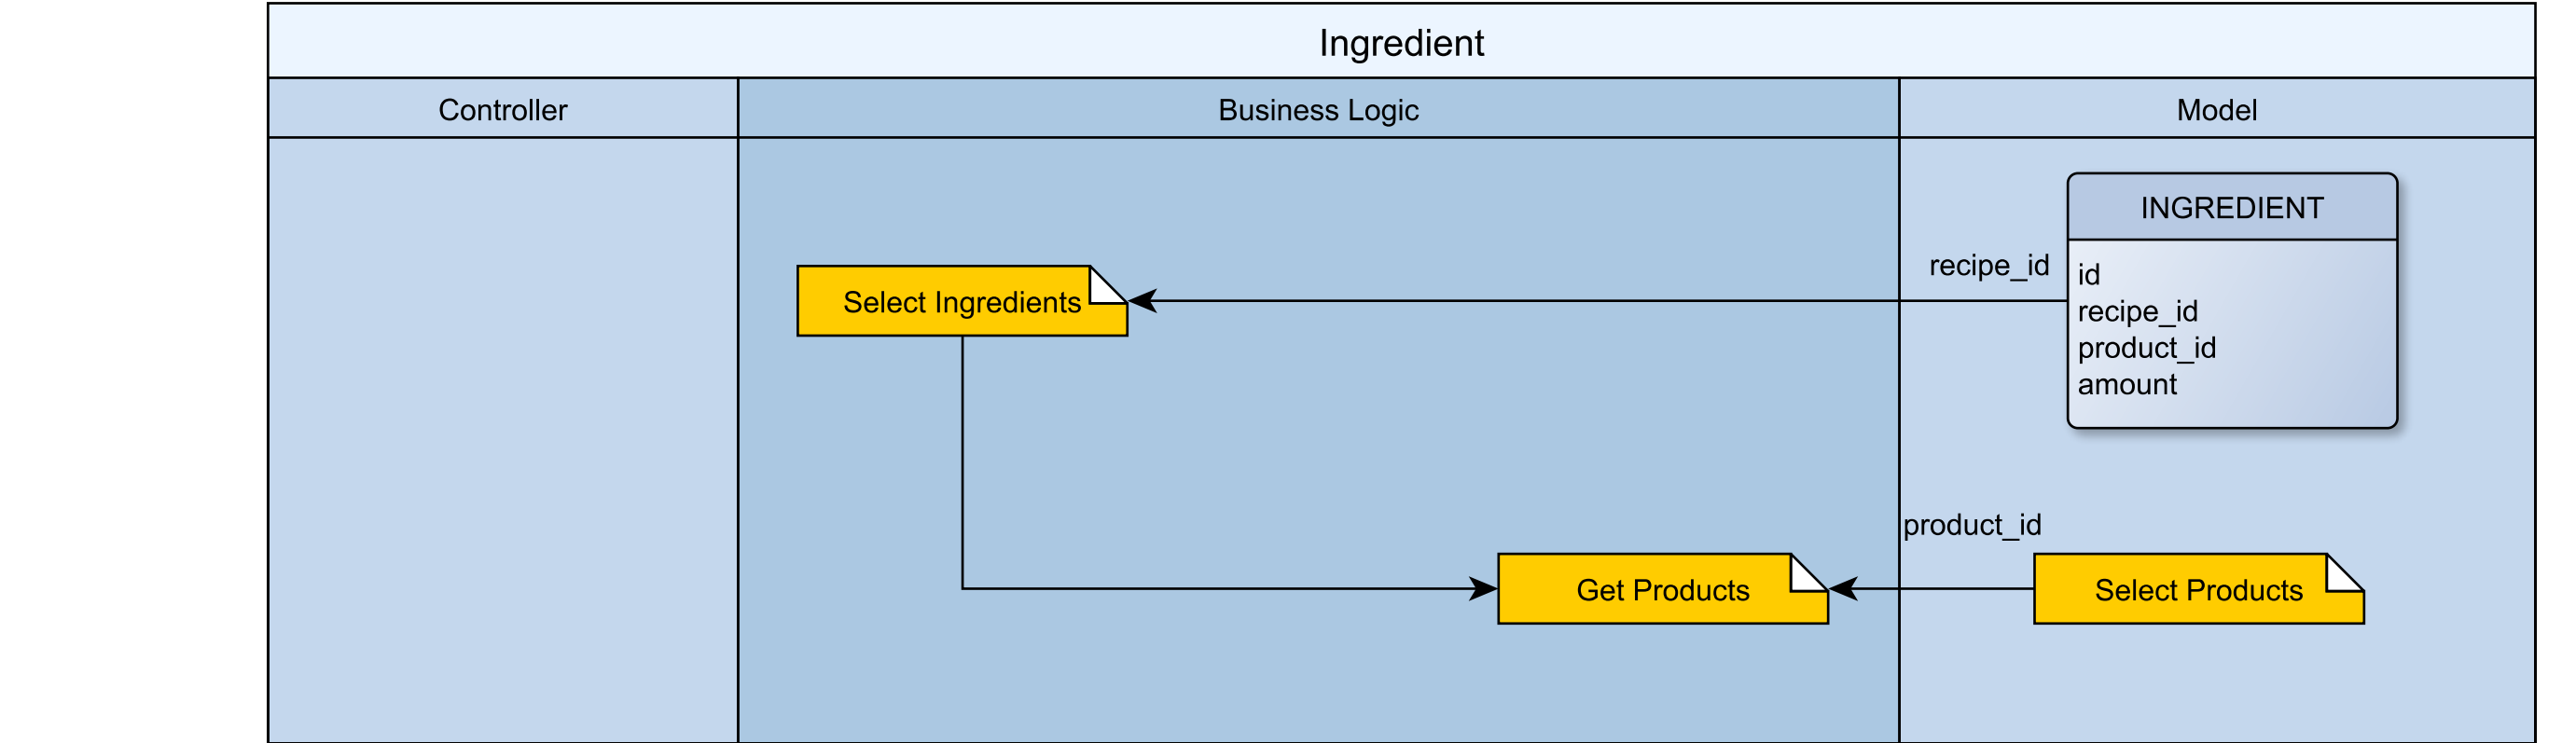 Ingredient
Controller
Business Logic
Model
INGREDIENT
recipe_id
id
recipe_id
product_id
amount
Select Ingredients
product_id
Get Products
Select Products